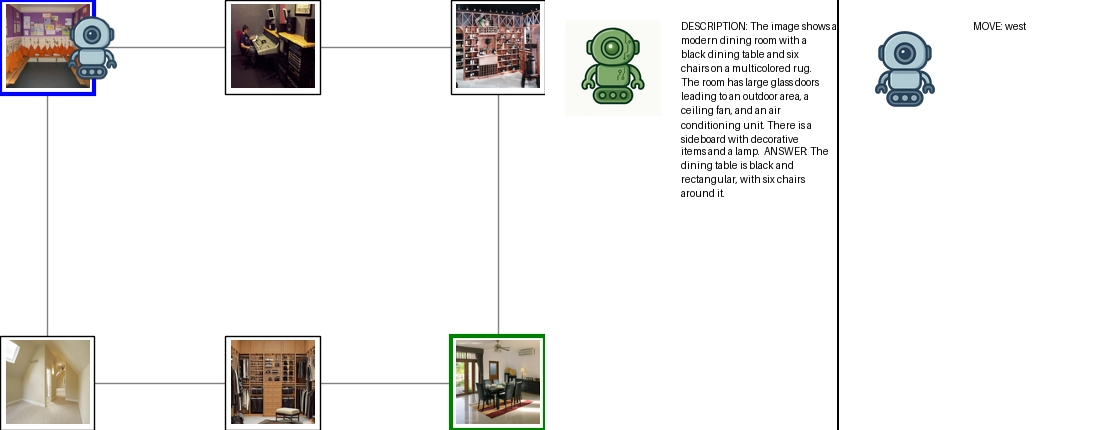 DESCRIPTION: The image shows a
modern dining room with a
black dining table and six
chairs on a multicolored rug.
The room has large glass doors
leading to an outdoor area, a
ceiling fan, and an air
conditioning unit. There is a
sideboard with decorative
items and a lamp. ANSWER: The
dining table is black and
rectangular, with six chairs
around it.
MOVE: west